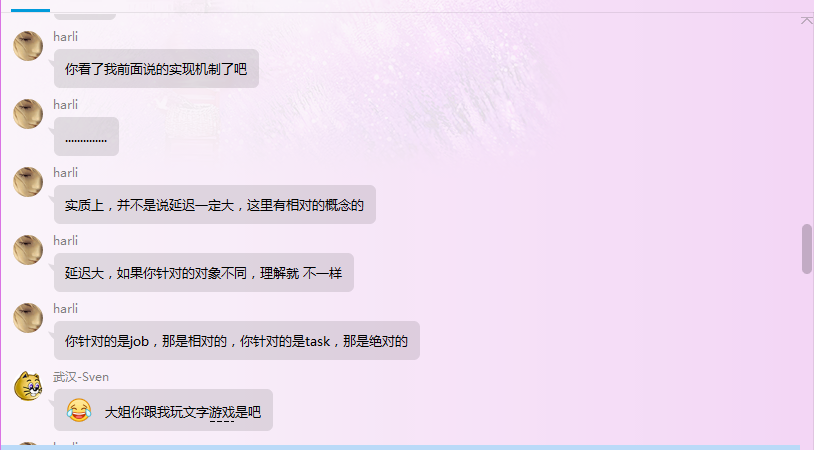 harli
你看了我前面说的实现机制了吧
harli
..............
harli
实质上，并不是说延迟一定大，这里有相对的概念的
harli
延迟大，如果你针对的对象不同，理解就 不一样
harli
你针对的是job，那是相对的，你针对的是task，那是绝对的
武汉-Sven
大姐你跟我玩文字游戏是吧